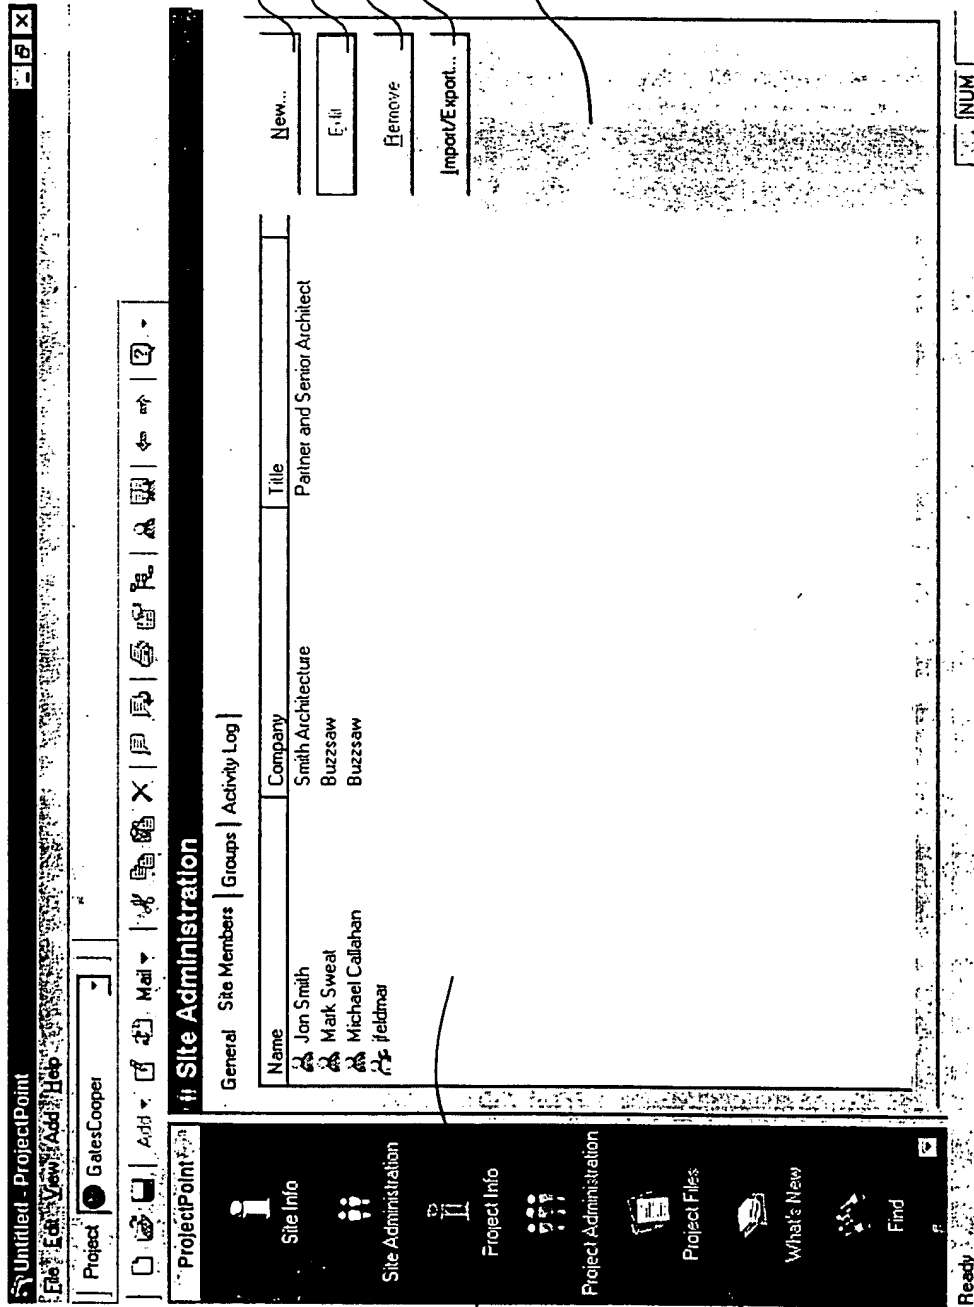 Untitled - ProjectPoint
File Edit View Add Help
Project GatesCooper
Add Mail
ProjectPoint
Site Info
Site Administration
Project Info
Project Administration
Project Files
What's New
Find
Site Administration
General Site Members Groups Activity Log
Name Company Title
Jon Smith Smith Architecture Partner and Senior Architect
Mark Sweat Buzzsaw
Michael Callahan Buzzsaw
jfeldmar
New...
Edit
Remove
Import/Export...
Ready NUM